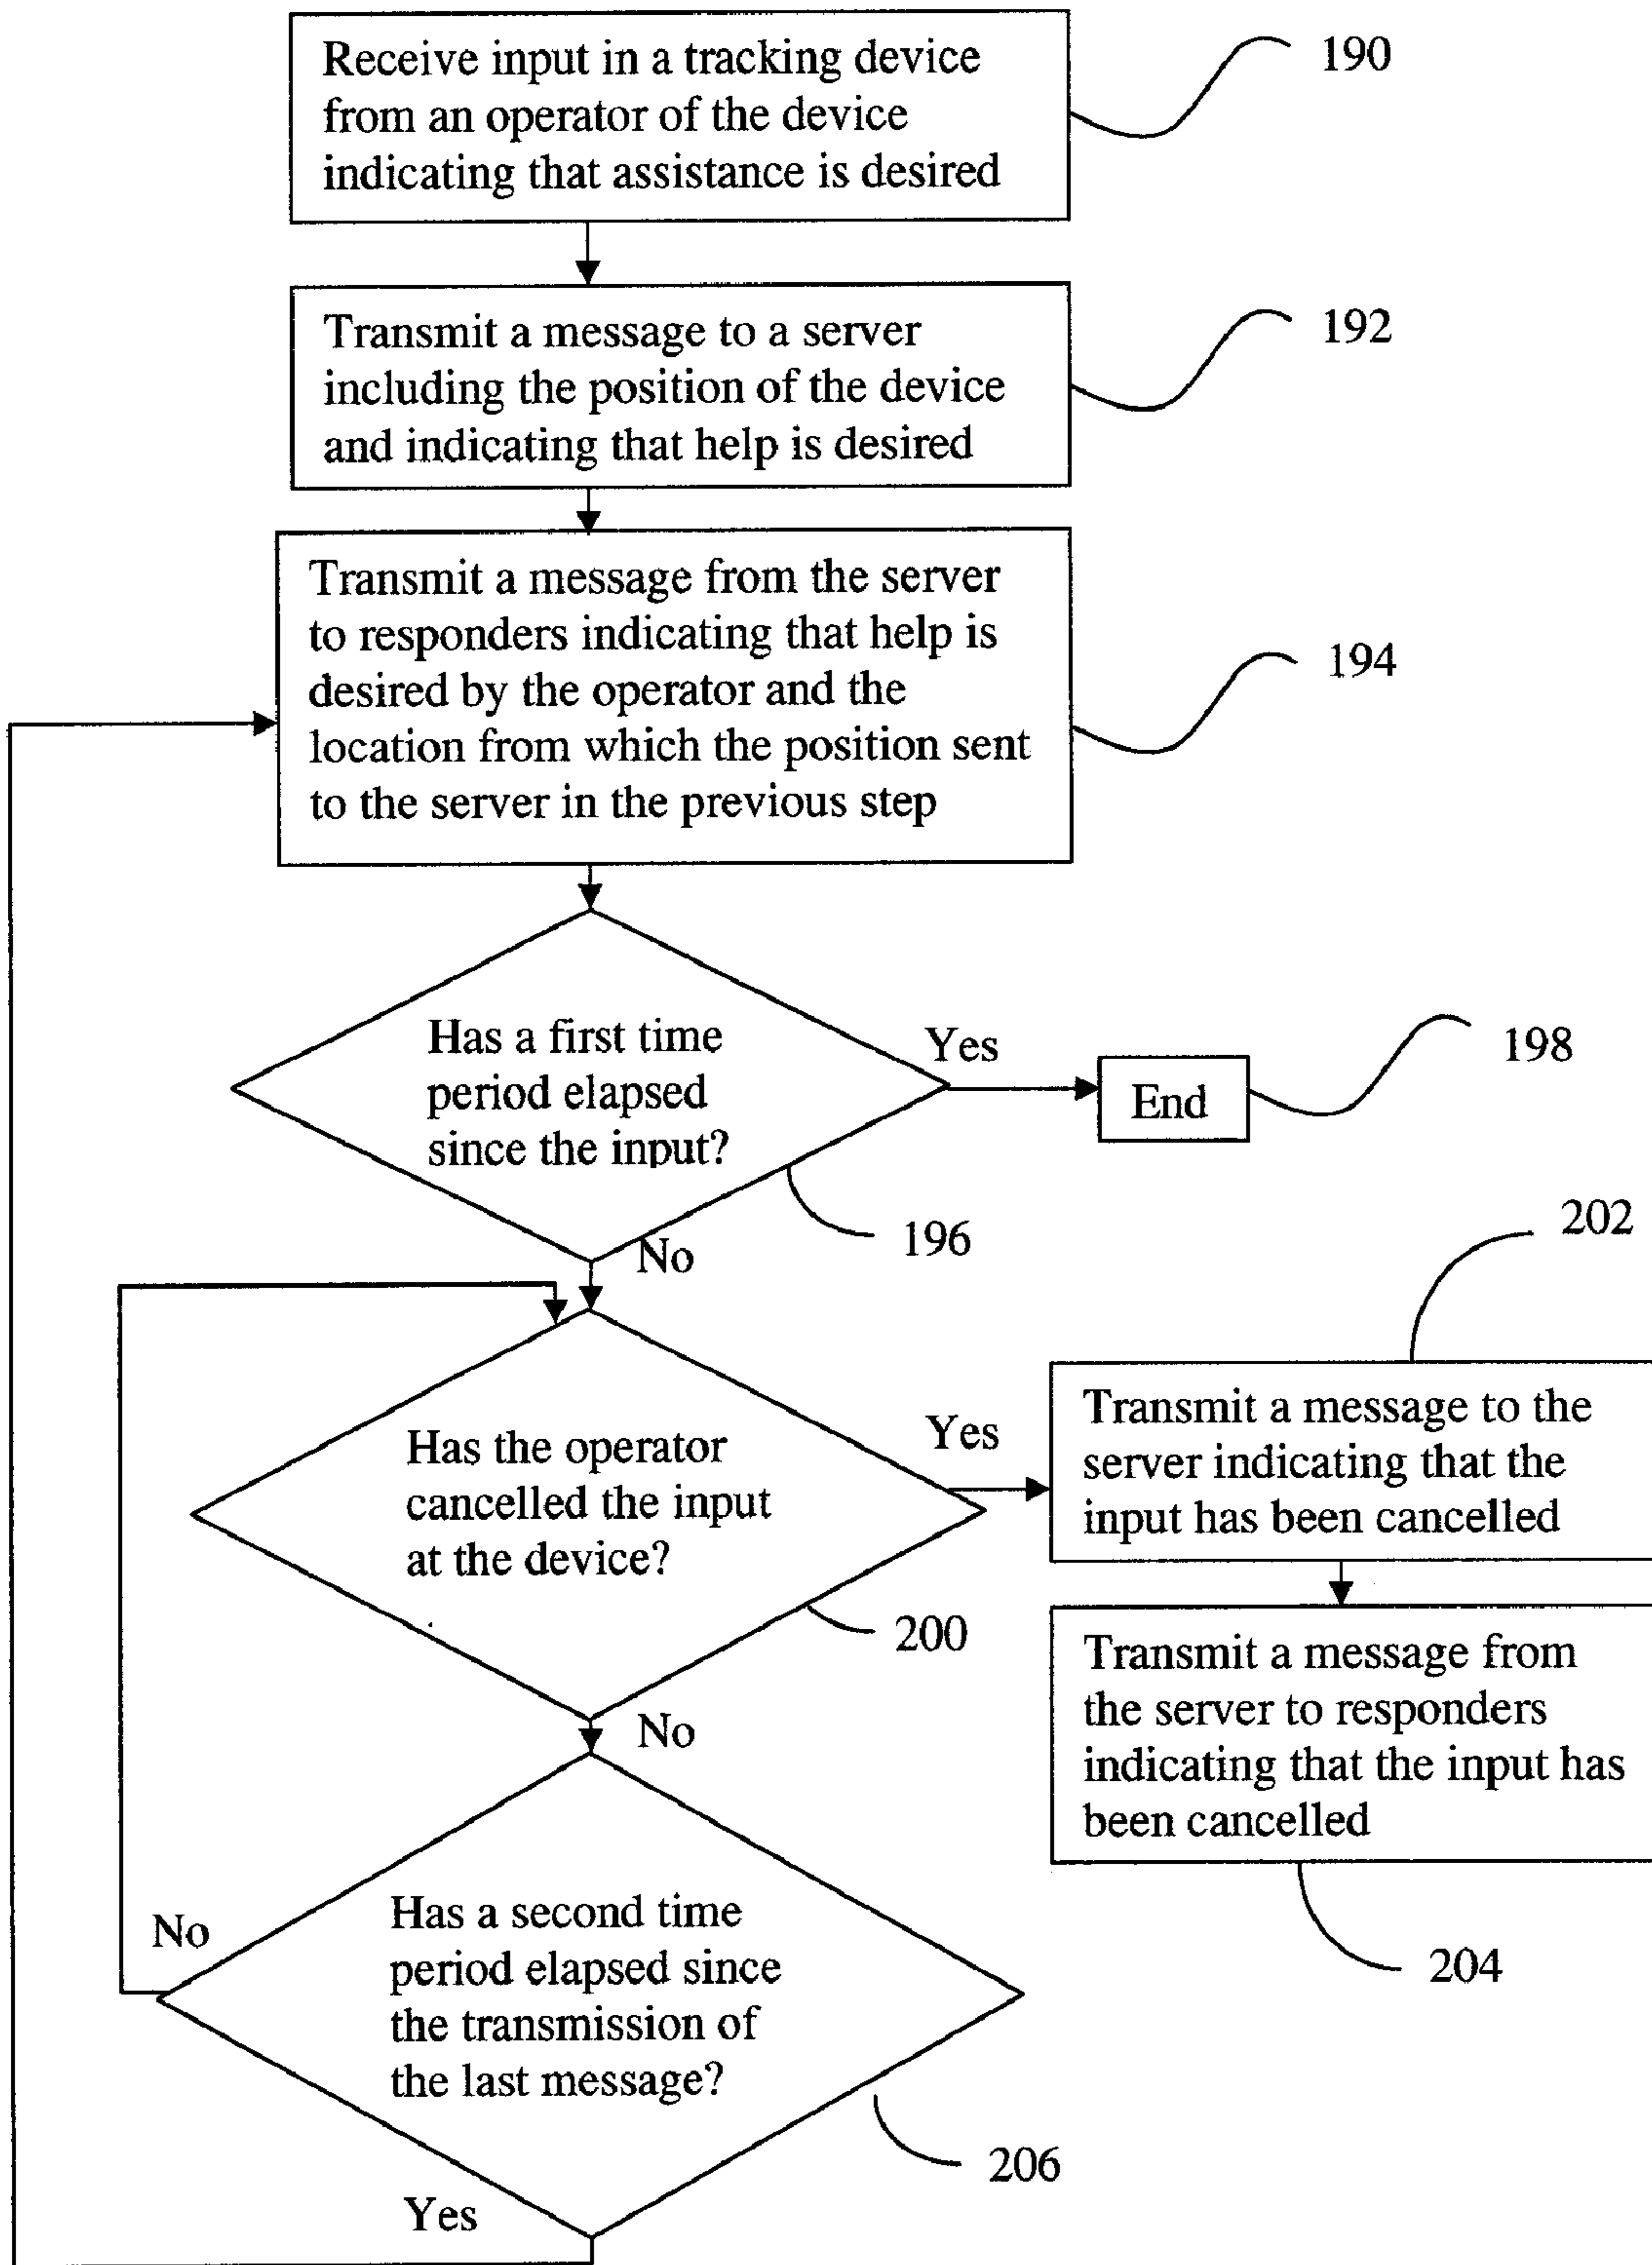 Receive input in a tracking device
from an operator of the device
indicating that assistance is desired
190
Transmit a message to a server
including the position of the device
and indicating that help is desired
192
Transmit a message from the server
to responders indicating that help is
desired by the operator and the
location from which the position sent
to the server in the previous step
194
Has a first time
period elapsed
since the input?
Yes
End
198
196
No
Has the operator
cancelled the input
at the device?
Yes
200
202
Transmit a message to the
server indicating that the
input has been cancelled
Transmit a message from
the server to responders
indicating that the input has
been cancelled
204
No
Has a second time
period elapsed since
the transmission of
the last message?
No
206
Yes